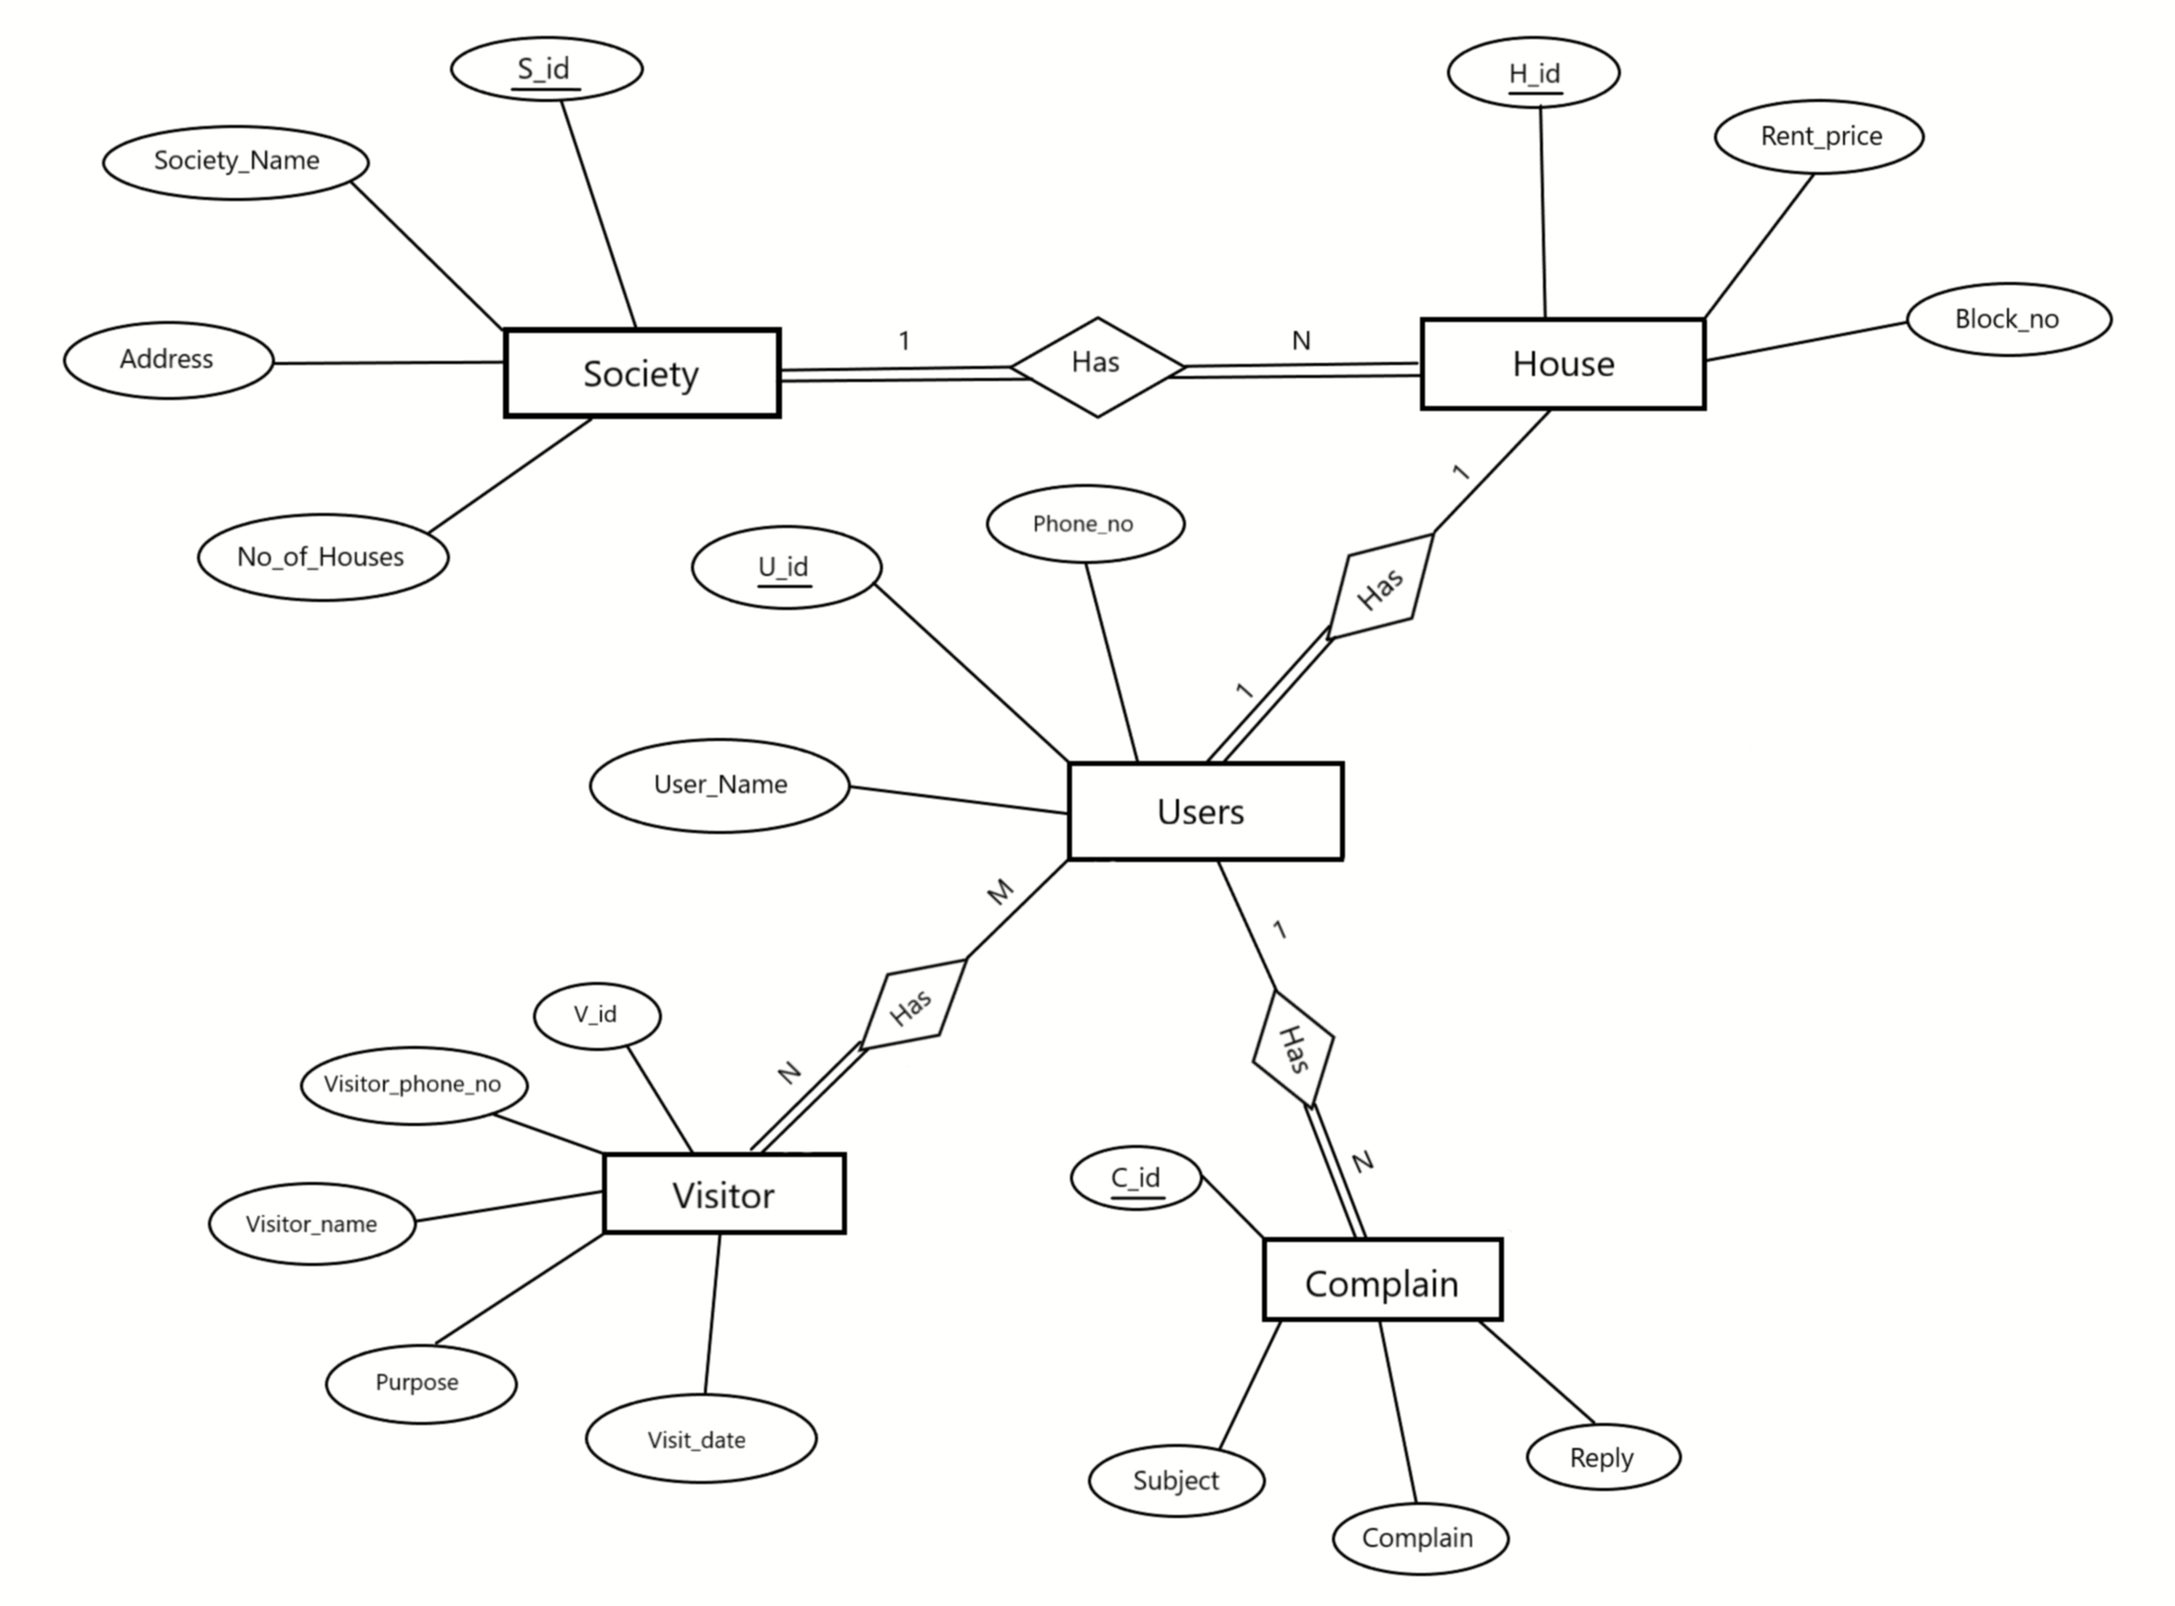 S_id
H_id
Society_Name
Rent_price
Address
Society
1
Has
N
House
Block_no
No_of_Houses
U_id
Phone_no
1
Has
1
User_Name
Users
M
Has
N
1
Has
N
V_id
Visitor_phone_no
Visitor_name
Visitor
Purpose
Visit_date
C_id
Complain
Subject
Complain
Reply